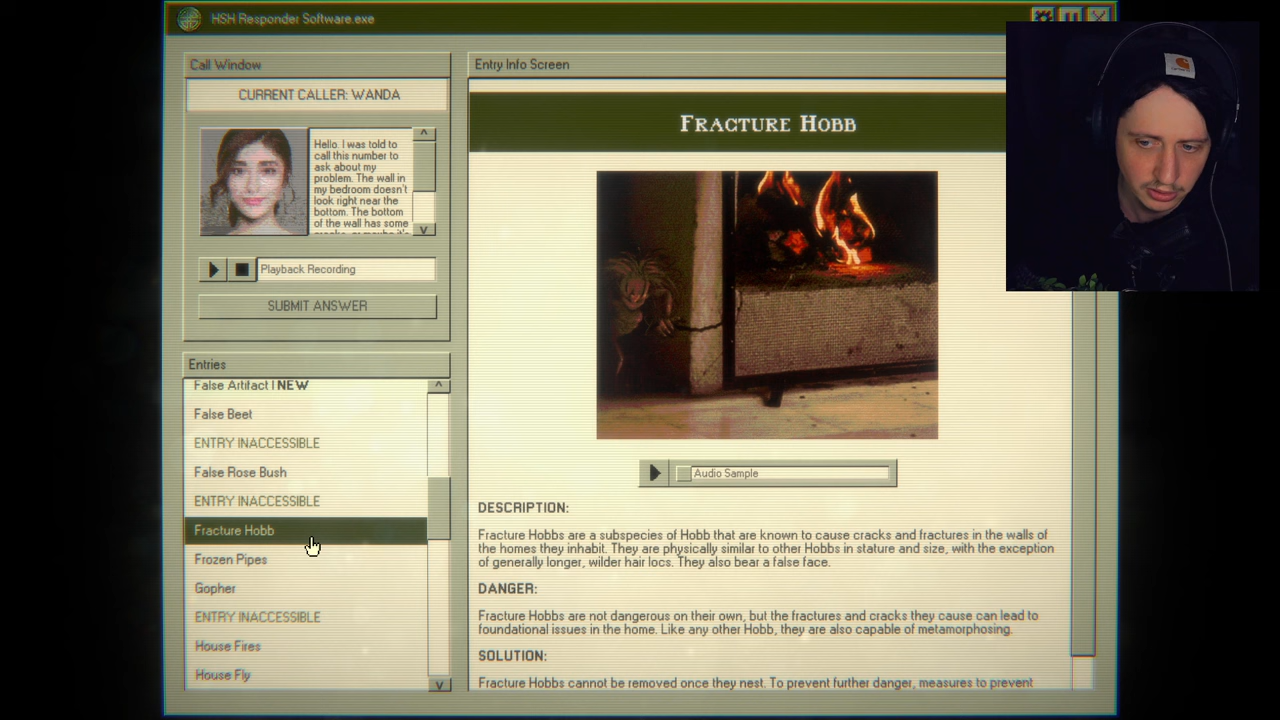 HSH Responder Software.exe
Call Window
CURRENT CALLER: WANDA
Hello. I was told to
call this number to
ask about my
problem. The wall in
my bedroom doesn't
look right near the
bottom. The bottom
of the wall has some
Playback Recording
SUBMIT ANSWER
Entries
False Artifact | NEW
False Beet
ENTRY INACCESSIBLE
False Rose Bush
ENTRY INACCESSIBLE
Fracture Hobb
Frozen Pipes
Gopher
ENTRY INACCESSIBLE
House Fires
House Fly
Entry Info Screen
Fracture Hobb
Audio Sample
DESCRIPTION:
Fracture Hobbs are a subspecies of Hobb that are known to cause cracks and fractures in the walls of
the homes they inhabit. They are physically similar to other Hobbs in stature and size, with the exception
of generally longer, wilder hair locs. They also bear a false face.
DANGER:
Fracture Hobbs are not dangerous on their own, but the fractures and cracks they cause can lead to
foundational issues in the home. Like any other Hobb, they are also capable of metamorphosing.
SOLUTION:
Fracture Hobbs cannot be removed once they nest. To prevent further danger, measures to prevent